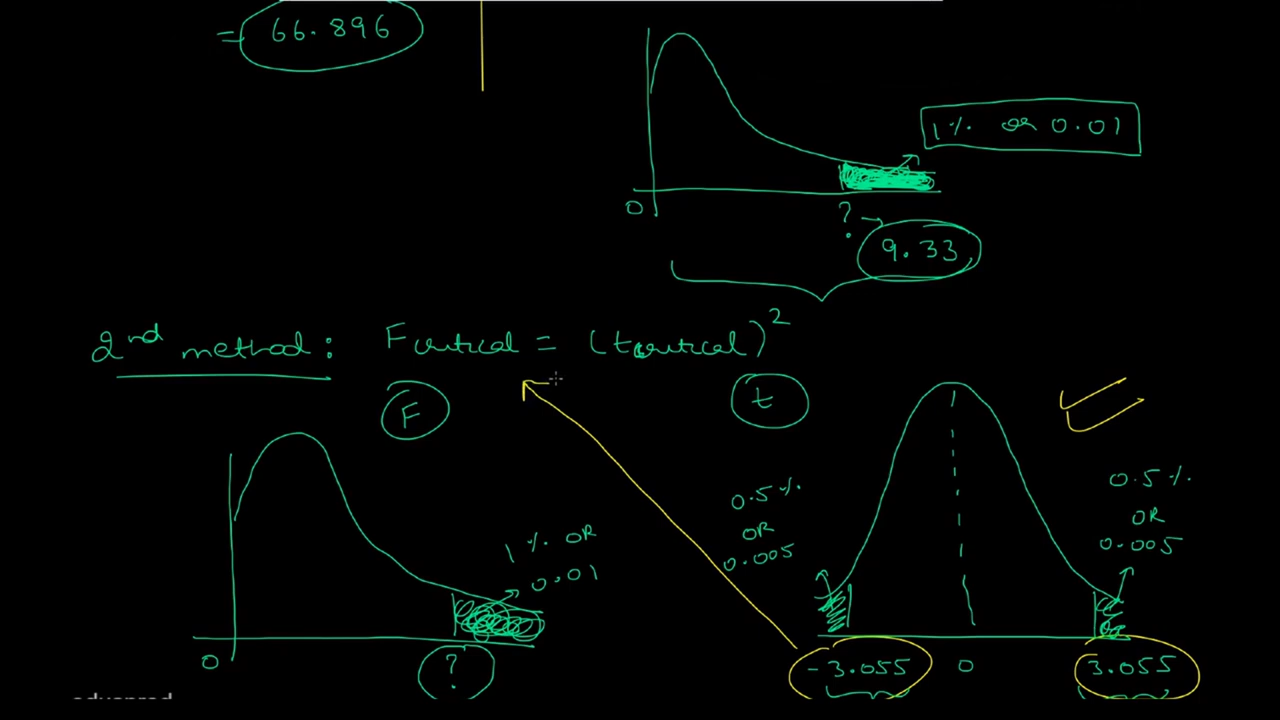 = 66.896
1% or 0.01
0
?
9.33
2nd method: Fcritical = (tcritical)²
F
t
0.5%
OR
0.005
0.5%
OR
0.005
1% OR
0.01
0
?
-3.055
0
3.055